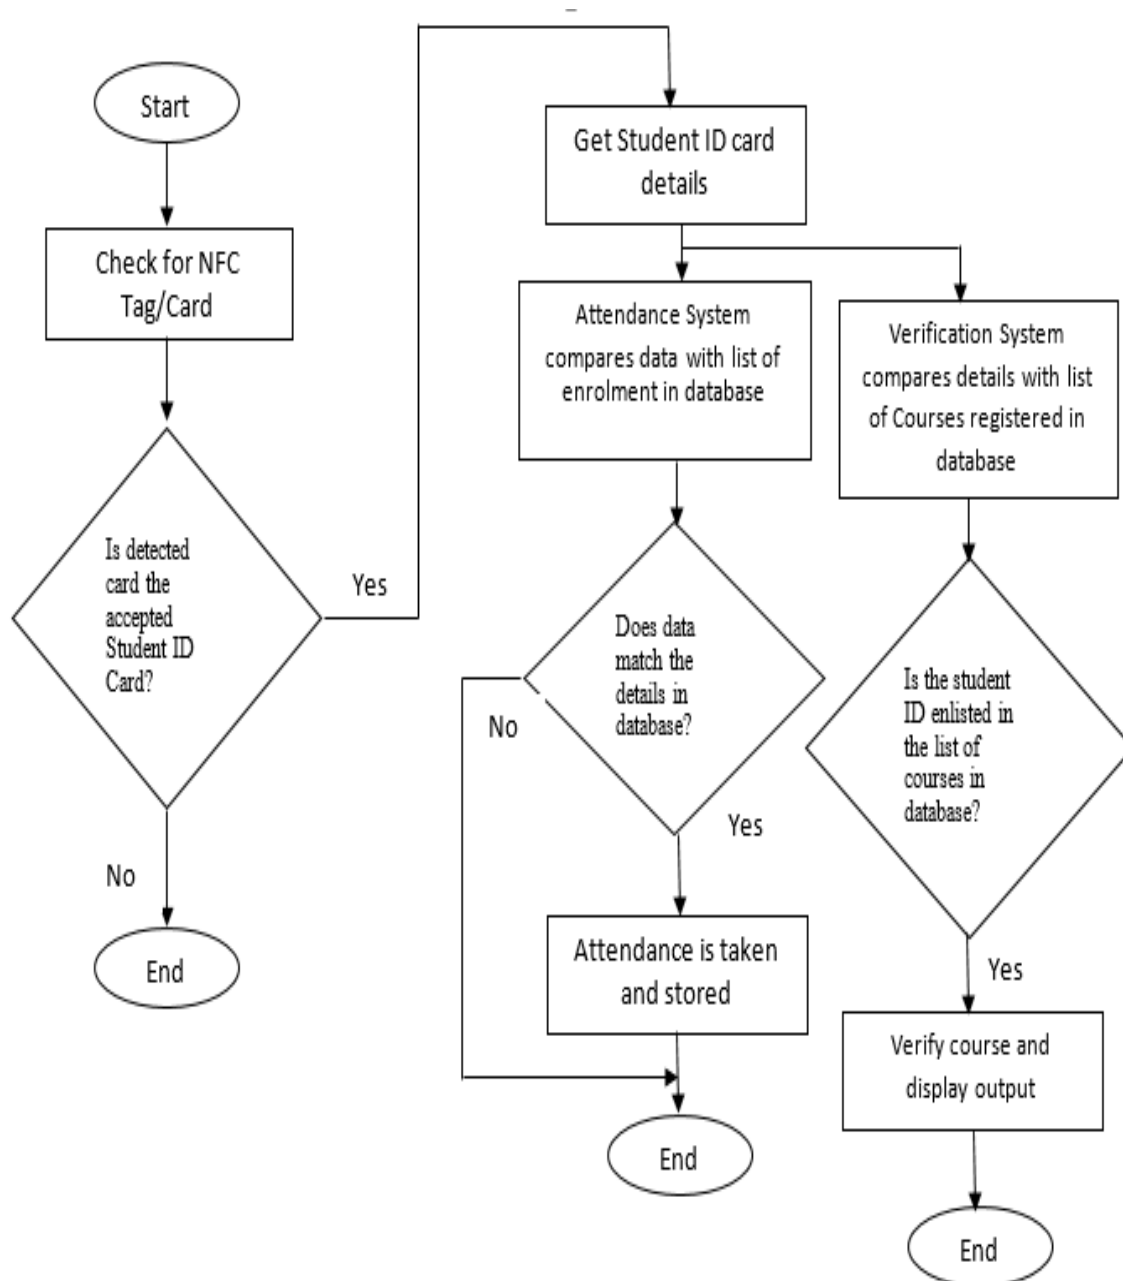 Start
Check for NFC
Tag/Card
Is detected
card the
accepted
Student ID
Card?
Yes
No
End
Get Student ID card
details
Attendance System
compares data with list of
enrolment in database
Does data
match the
details in
database?
No
Yes
Attendance is taken
and stored
End
Verification System
compares details with list
of Courses registered in
database
Is the student
ID enlisted in
the list of
courses in
database?
Yes
Verify course and
display output
End